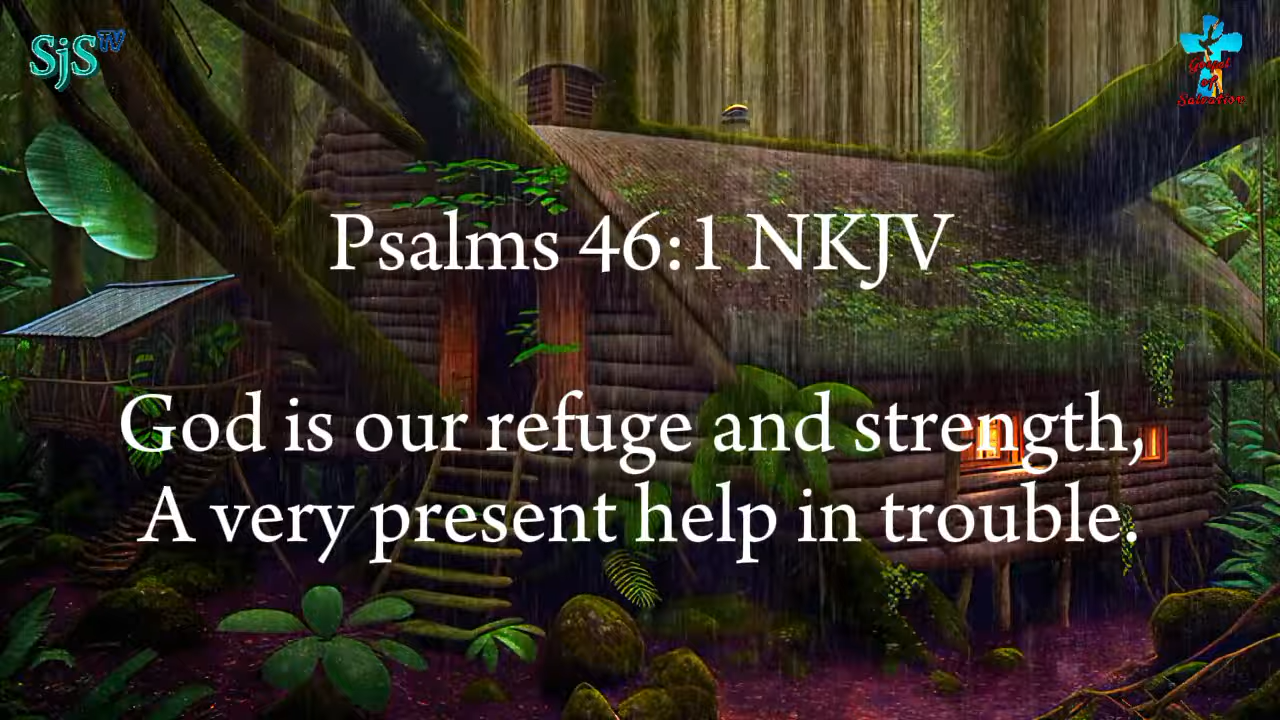 SjS TV
Gospel
of
Salvation
Psalms 46:1 NKJV
God is our refuge and strength,
A very present help in trouble.